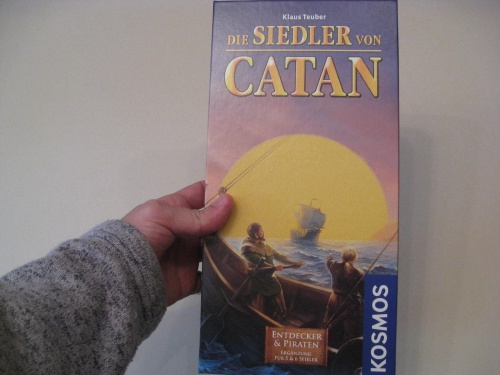 Klaus Teuber
DIE SIEDLER VON
CATAN
ENTDECKER
& PIRATEN
ERGÄNZUNG
FÜR 5 & 6 SPIELER
KOSMOS